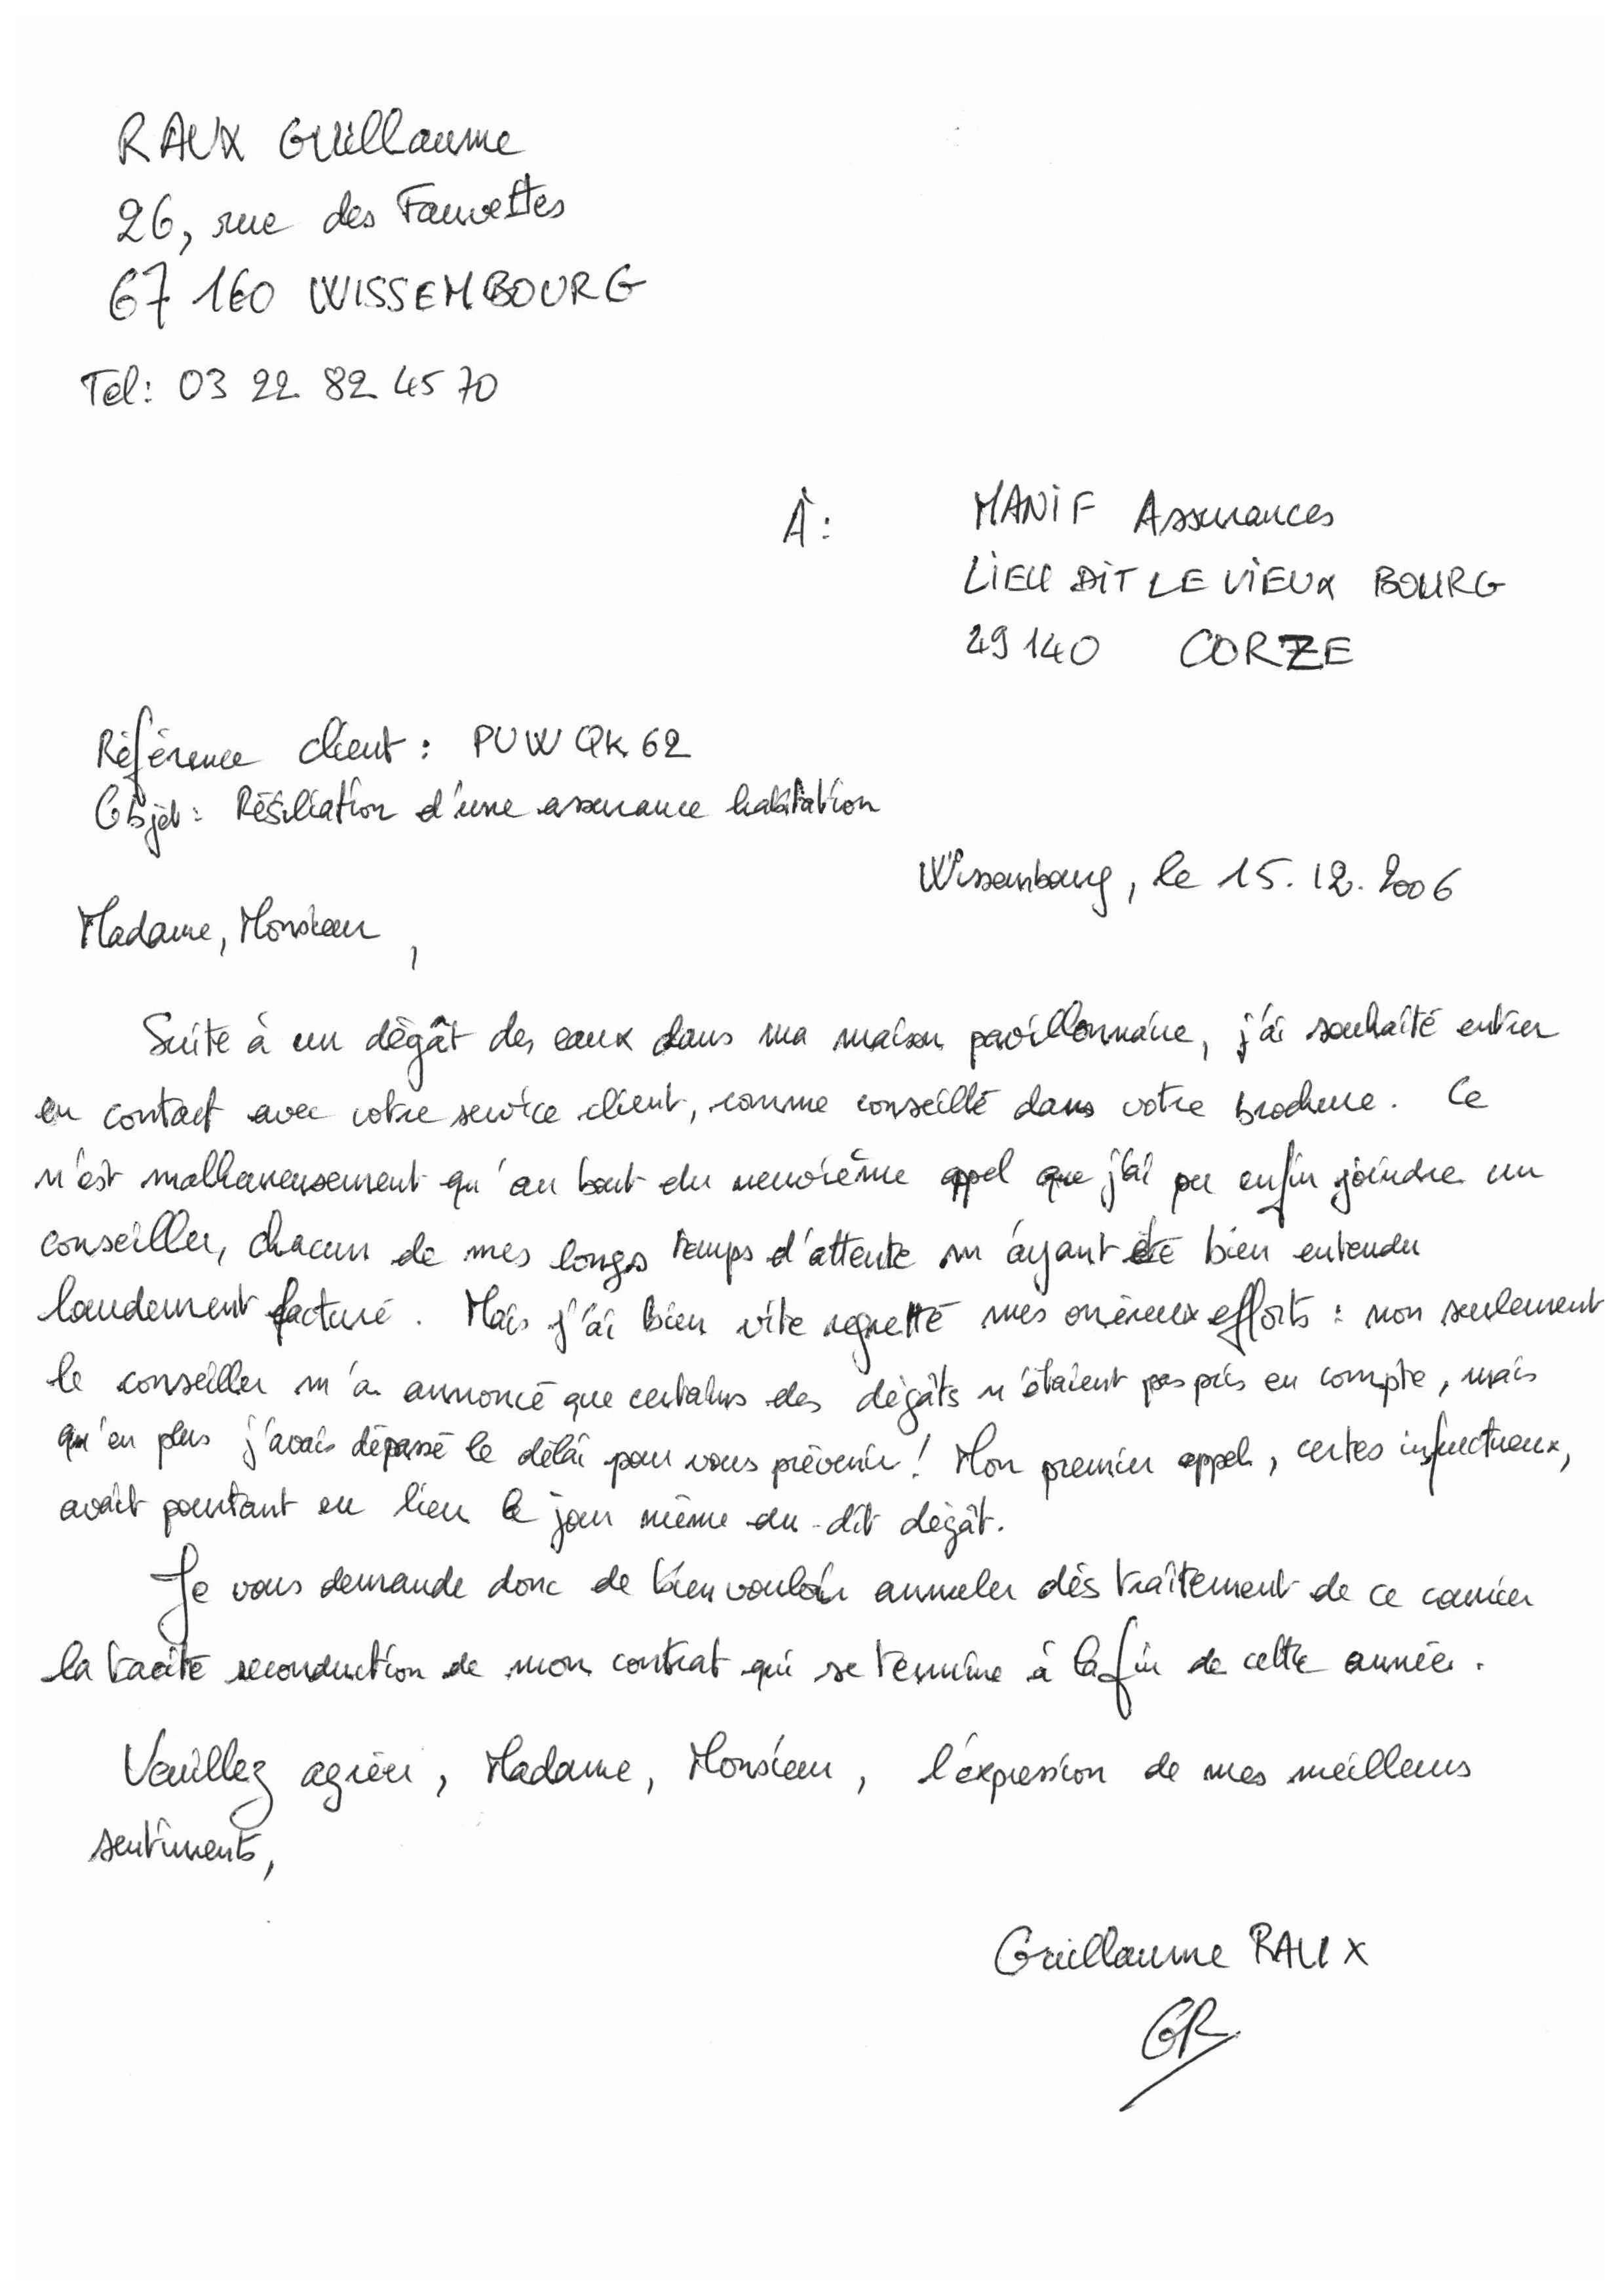 RAUX Guillaume
26, rue des Fauvettes
67 160 WISSEMBOURG
Tel: 03 22 82 45 70
À :
MANIF Assurances
LIEU DIT LE VIEUX BOURG
49140 CORZE
Référence client : PUWQK62
Objet : Résiliation d'une assurance habitation
Wissembourg, le 15.12.2006
Madame, Monsieur,
Suite à un dégât des eaux dans ma maison pavillonnaire, j'ai souhaité entrer
en contact avec votre service client, comme conseillé dans votre brochure. Ce
n'est malheureusement qu'au bout du neuvième appel que j'ai pu enfin joindre un
conseiller, chacun de mes longs temps d'attente m'ayant été bien entendu
lourdement facturé. Mais j'ai bien vite regretté mes onéreux efforts : non seulement
le conseiller m'a annoncé que certains des dégâts n'étaient pas pris en compte, mais
qu'en plus j'avais dépassé le délai pour vous prévenir ! Mon premier appel, certes infructueux,
avait pourtant eu lieu le jour même du-dit dégât.
Je vous demande donc de bien vouloir annuler dès traitement de ce courrier
la tacite reconduction de mon contrat qui se termine à la fin de cette année.
Veuillez agréer, Madame, Monsieur, l'expression de mes meilleurs
sentiments,
Guillaume RAUX
GR